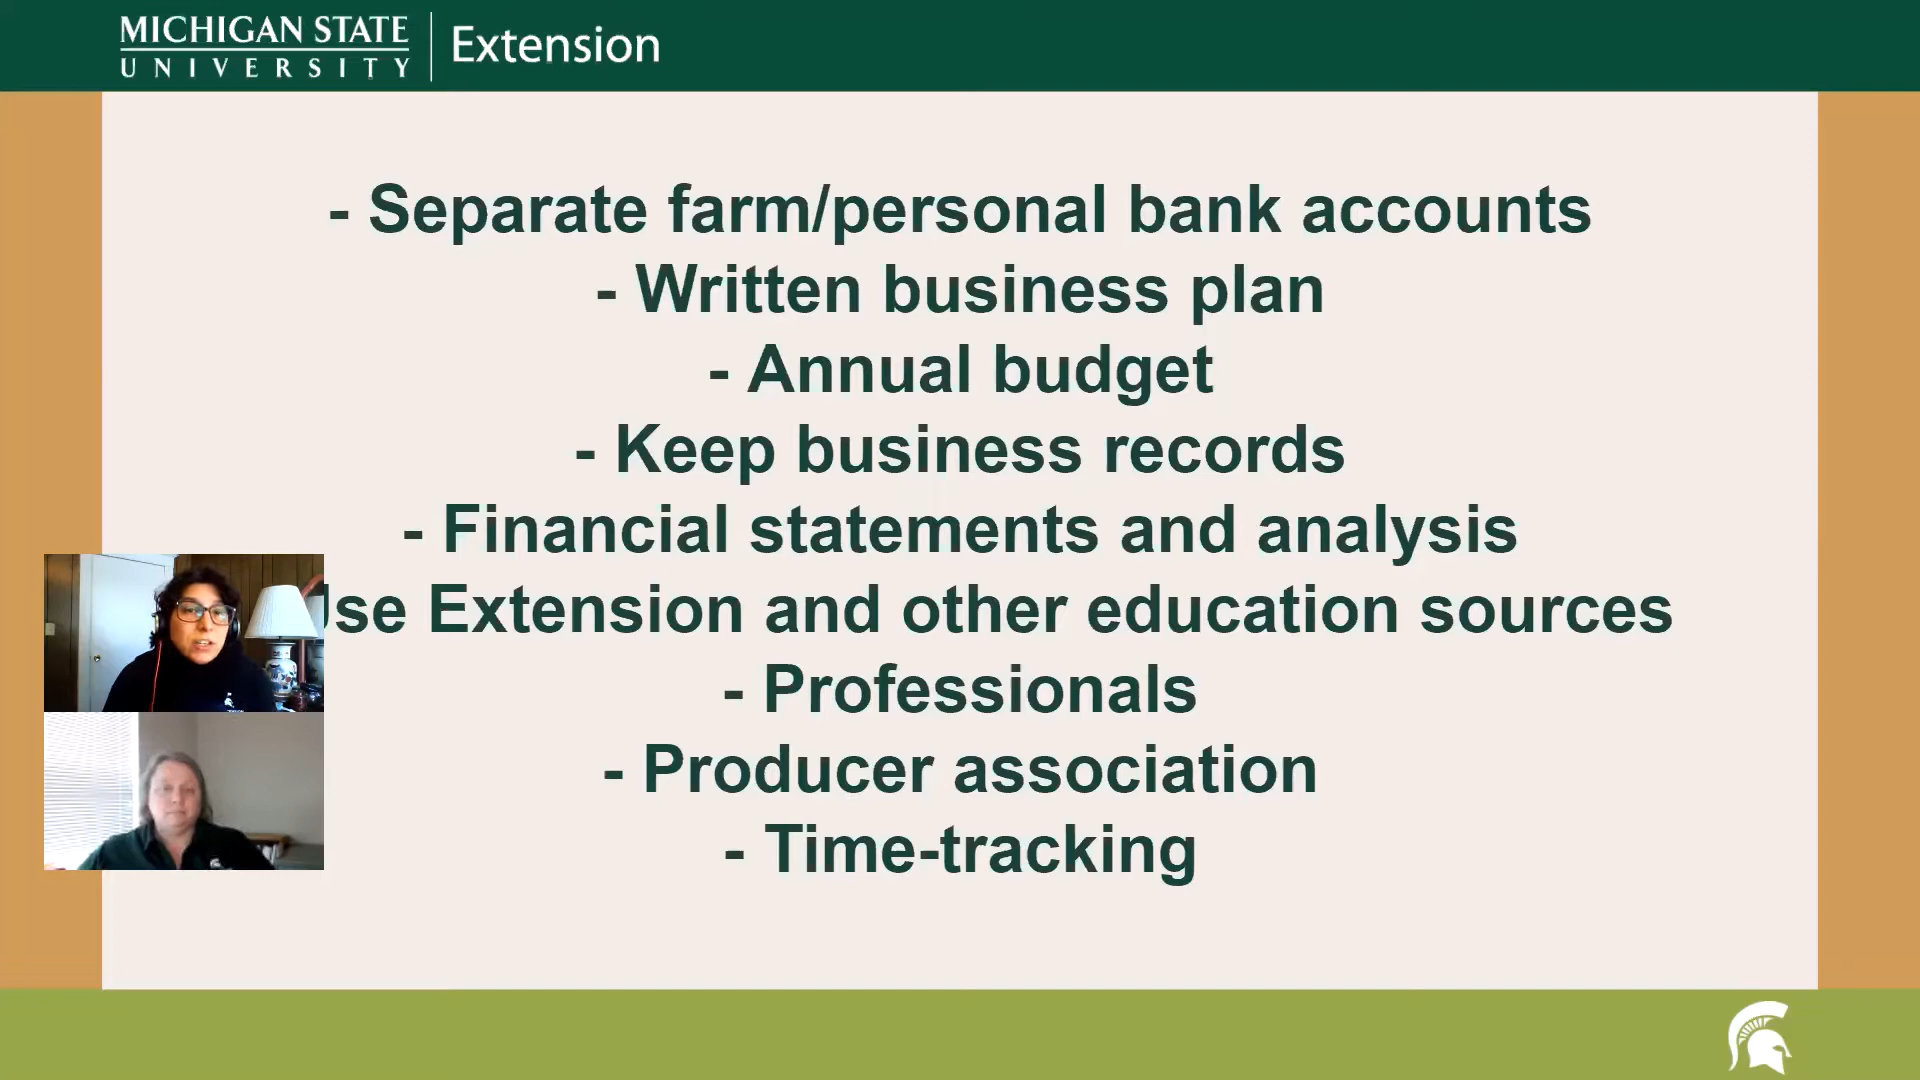 MICHIGAN STATE
UNIVERSITY
Extension
- Separate farm/personal bank accounts
- Written business plan
- Annual budget
- Keep business records
- Financial statements and analysis
Use Extension and other education sources
- Professionals
- Producer association
- Time-tracking